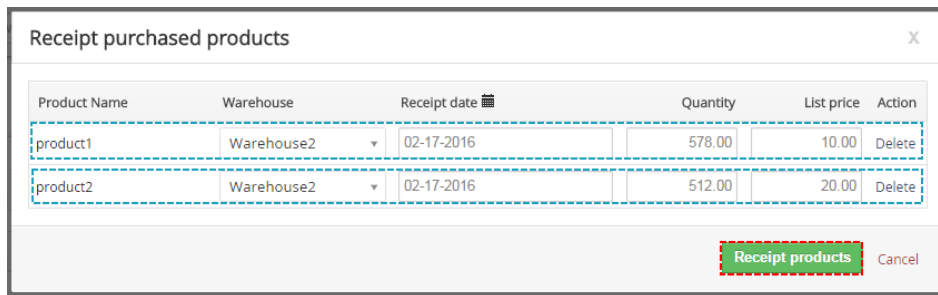 Receipt purchased products X
Product Name Warehouse Receipt date Quantity List price Action
product1 Warehouse2 02-17-2016 578.00 10.00 Delete
product2 Warehouse2 02-17-2016 512.00 20.00 Delete
Receipt products Cancel